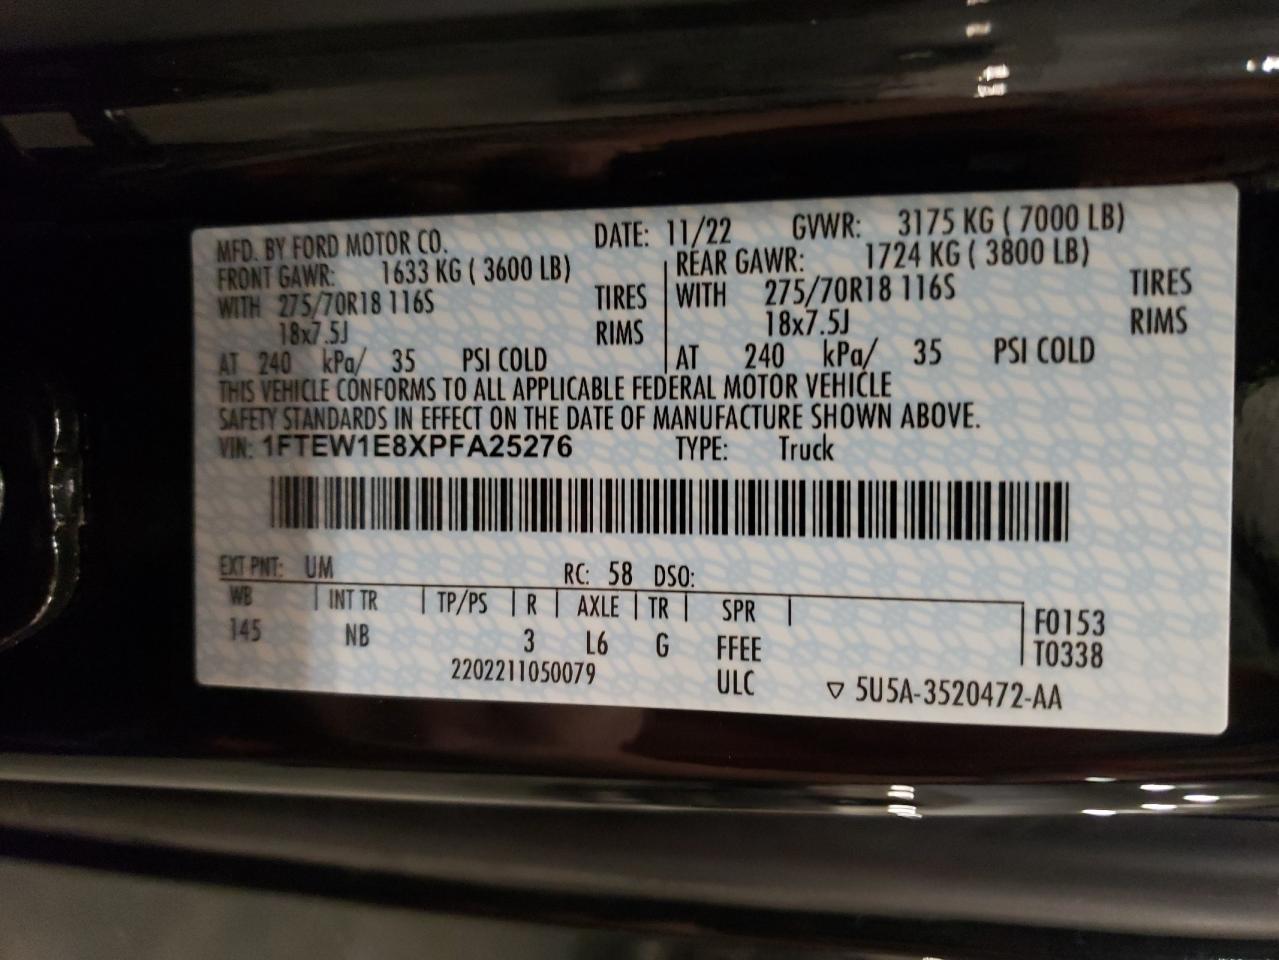 MFD. BY FORD MOTOR CO. DATE: 11/22 GVWR: 3175 KG ( 7000 LB)
FRONT GAWR: 1633 KG ( 3600 LB) REAR GAWR: 1724 KG ( 3800 LB)
WITH 275/70R18 116S TIRES WITH 275/70R18 116S TIRES
18x7.5J RIMS 18x7.5J RIMS
AT 240 kPa/ 35 PSI COLD AT 240 kPa/ 35 PSI COLD
THIS VEHICLE CONFORMS TO ALL APPLICABLE FEDERAL MOTOR VEHICLE
SAFETY STANDARDS IN EFFECT ON THE DATE OF MANUFACTURE SHOWN ABOVE.
VIN: 1FTEW1E8XPFA25276 TYPE: Truck
EXT PNT: UM RC: 58 DSO:
WB | INT TR | TP/PS | R | AXLE | TR | SPR | F0153
145 NB 3 L6 G FFEE T0338
2202211050079 ULC ▽ 5U5A-3520472-AA